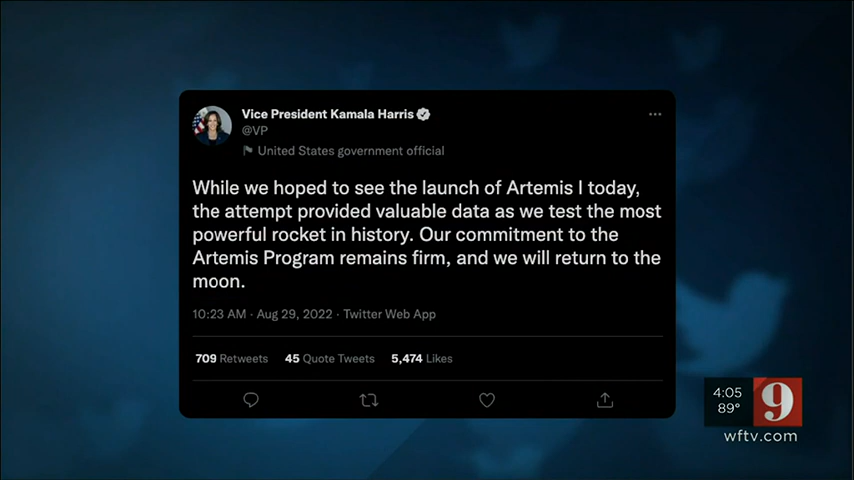 Vice President Kamala Harris
@VP
United States government official
While we hoped to see the launch of Artemis I today,
the attempt provided valuable data as we test the most
powerful rocket in history. Our commitment to the
Artemis Program remains firm, and we will return to the
moon.
10:23 AM · Aug 29, 2022 · Twitter Web App
709 Retweets 45 Quote Tweets 5,474 Likes
4:05
89°
9
wftv.com